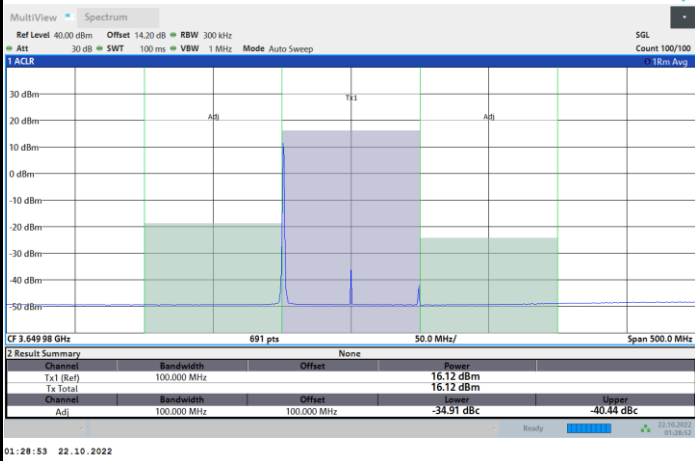 MultiView Spectrum
Ref Level 40.00 dBm Offset 14.20 dB RBW 300 kHz SGL
Att 30 dB SWT 100 ms VBW 1 MHz Mode Auto Sweep Count 100/100
1 ACLR 1Rm Avg
30 dBm
Tx1
20 dBm Adj Adj
10 dBm
0 dBm
-10 dBm
-20 dBm
-30 dBm
-40 dBm
-50 dBm
CF 3.64998 GHz 691 pts 50.0 MHz/ Span 500.0 MHz
2 Result Summary None
Channel Bandwidth Offset Power
Tx1 (Ref) 100.000 MHz 16.12 dBm
Tx Total 16.12 dBm
Channel Bandwidth Offset Lower Upper
Adj 100.000 MHz 100.000 MHz -34.91 dBc -40.44 dBc
Ready 22.10.2022
01:28:52
01:28:53 22.10.2022